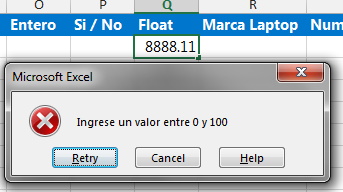 O P Q R
Entero Si / No Float Marca Laptop Num
8888.11
Microsoft Excel
Ingrese un valor entre 0 y 100
Retry Cancel Help